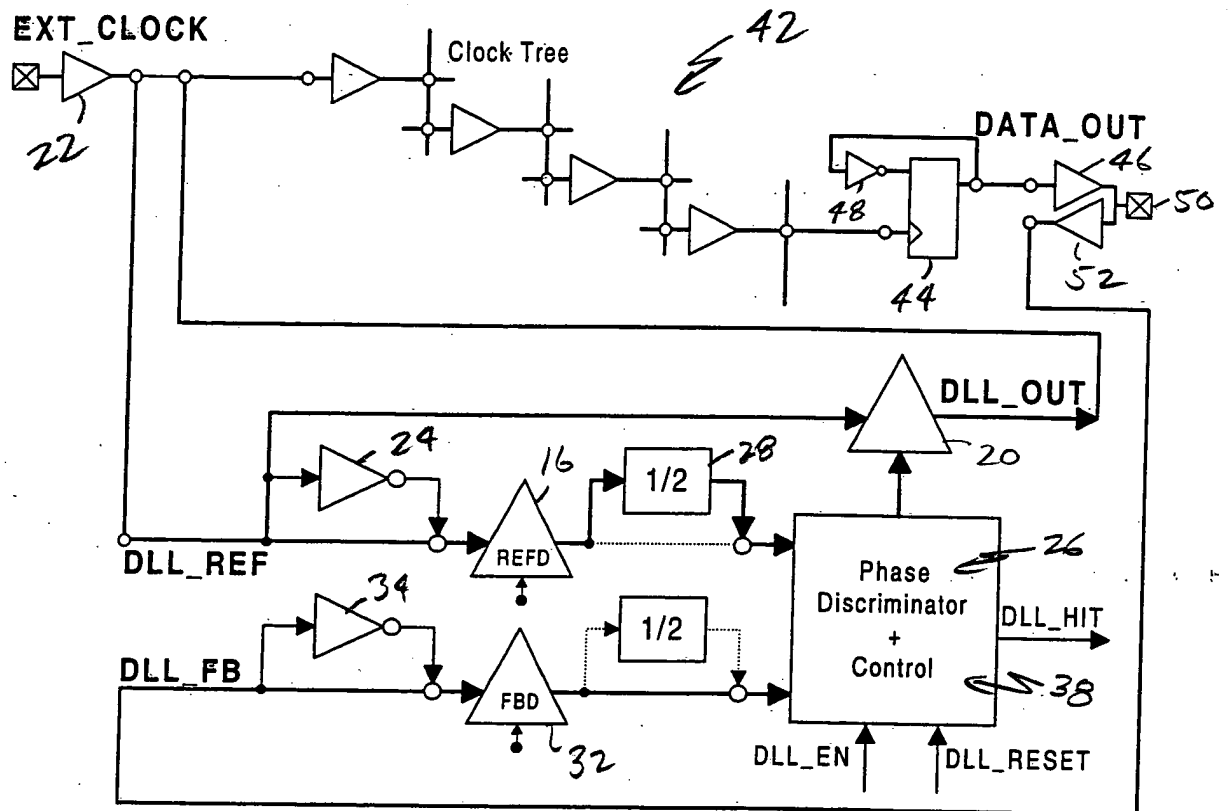 EXT_CLOCK
42
Clock Tree
22
DATA_OUT
46
48
50
44
52
DLL_OUT
24
16
28
1/2
20
REFD
DLL_REF
26
Phase
Discriminator
+
Control
34
1/2
DLL_HIT
DLL_FB
FBD
38
32
DLL_EN
DLL_RESET